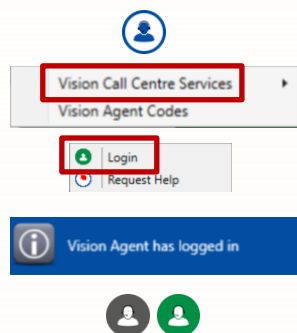 Vision Call Centre Services
Vision Agent Codes
Login
Request Help
Vision Agent has logged in